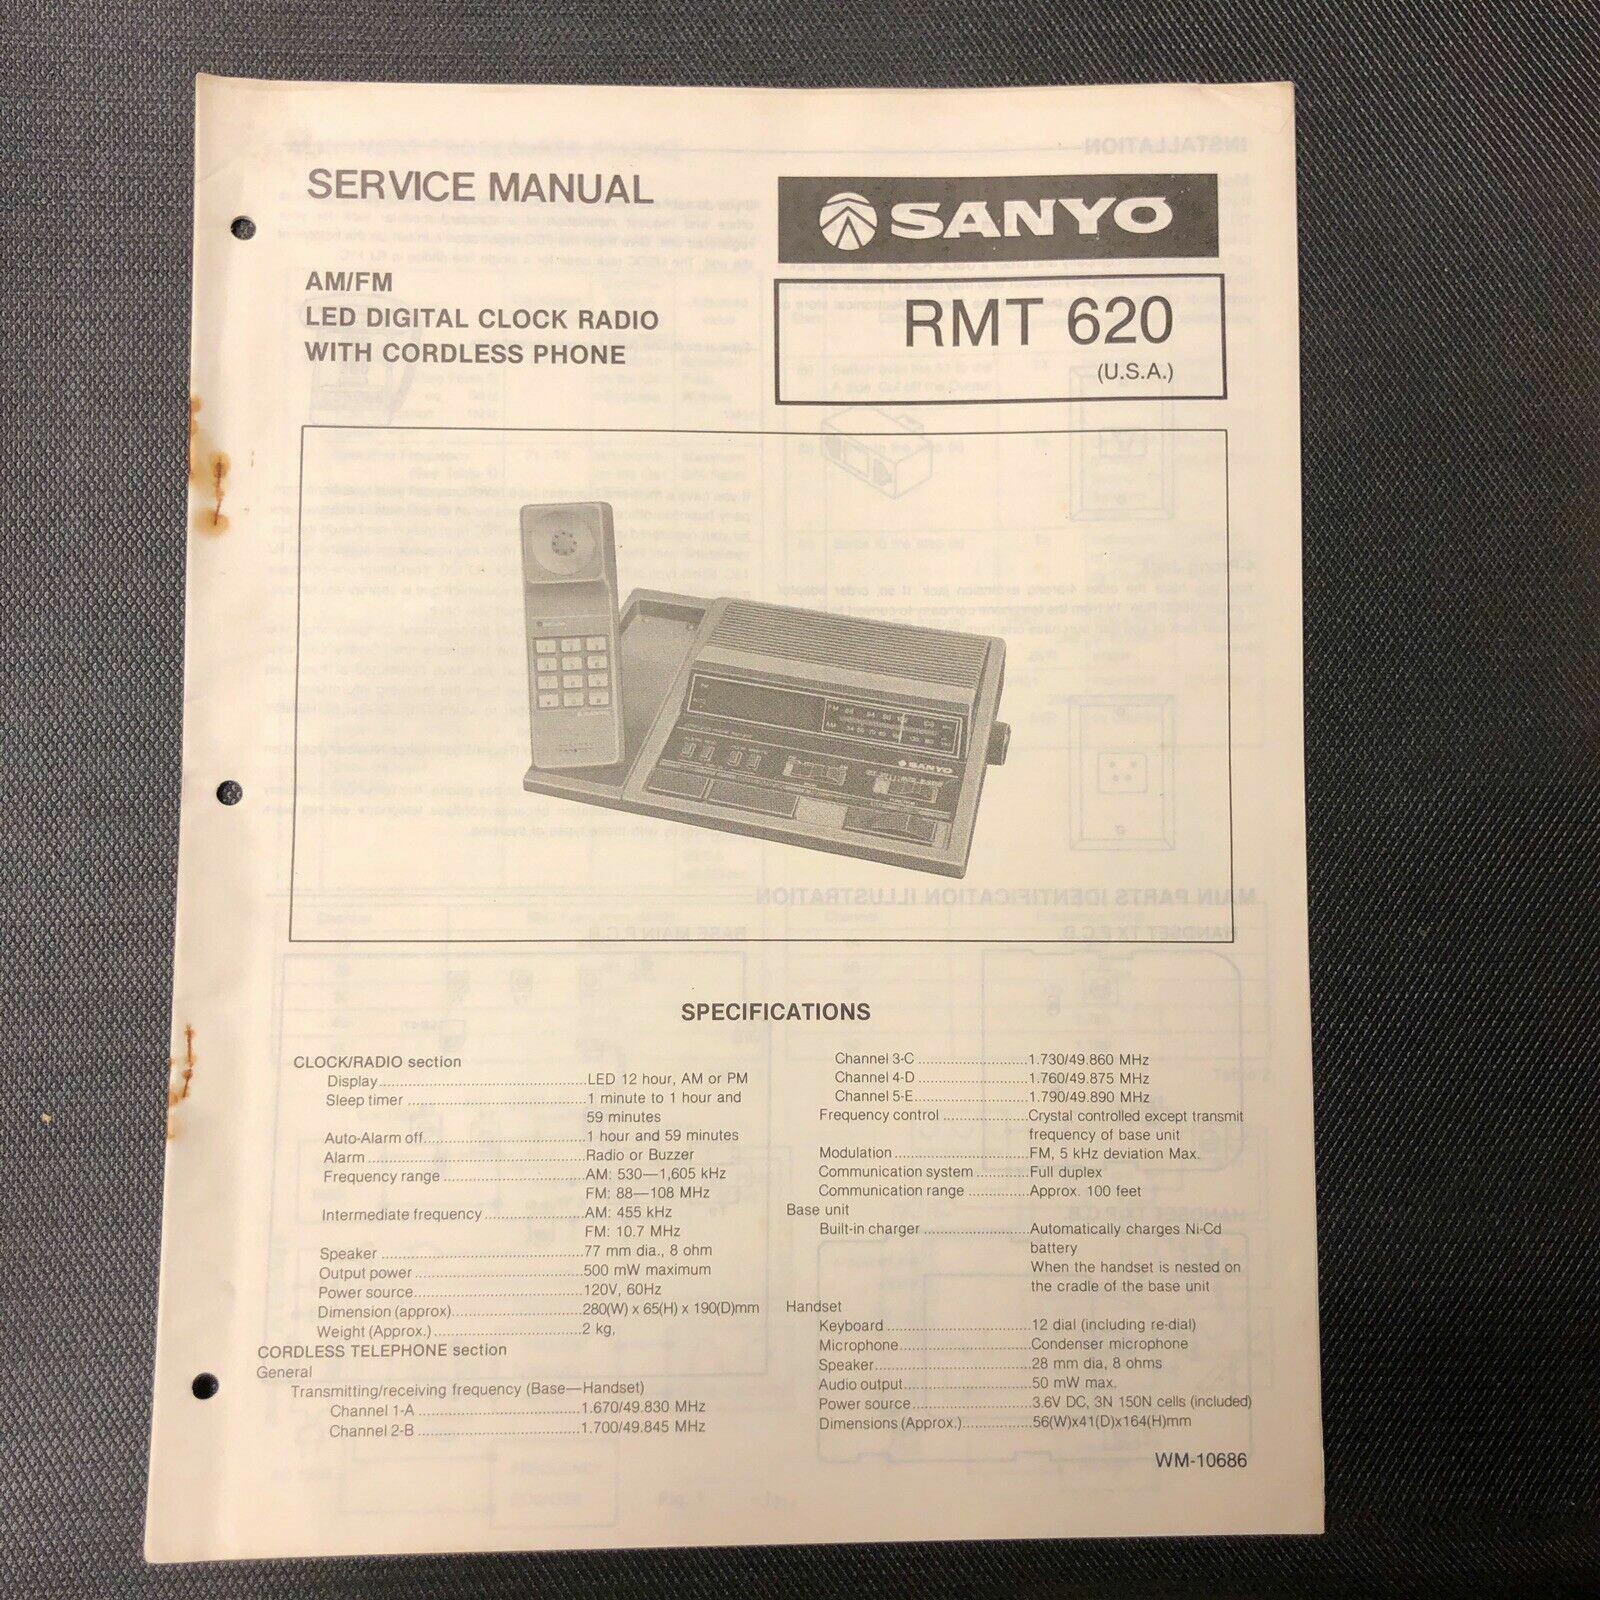 SERVICE MANUAL
SANYO
AM/FM
LED DIGITAL CLOCK RADIO
WITH CORDLESS PHONE
RMT 620
(U.S.A.)
SANYO
SPECIFICATIONS
CLOCK/RADIO section
Display..........LED 12 hour, AM or PM
Sleep timer ..........1 minute to 1 hour and
59 minutes
Auto-Alarm off..........1 hour and 59 minutes
Alarm ..........Radio or Buzzer
Frequency range ..........AM: 530—1,605 kHz
FM: 88—108 MHz
Intermediate frequency ..........AM: 455 kHz
FM: 10.7 MHz
Speaker ..........77 mm dia., 8 ohm
Output power ..........500 mW maximum
Power source..........120V, 60Hz
Dimension (approx)..........280(W) x 65(H) x 190(D)mm
Weight (Approx.) ..........2 kg,
CORDLESS TELEPHONE section
General
Transmitting/receiving frequency (Base—Handset)
Channel 1-A ..........1.670/49.830 MHz
Channel 2-B ..........1.700/49.845 MHz
Channel 3-C ..........1.730/49.860 MHz
Channel 4-D ..........1.760/49.875 MHz
Channel 5-E..........1.790/49.890 MHz
Frequency control ..........Crystal controlled except transmit
frequency of base unit
Modulation ..........FM, 5 kHz deviation Max.
Communication system ..........Full duplex
Communication range ..........Approx. 100 feet
Base unit
Built-in charger ..........Automatically charges Ni-Cd
battery
When the handset is nested on
the cradle of the base unit
Handset
Keyboard ..........12 dial (including re-dial)
Microphone..........Condenser microphone
Speaker..........28 mm dia, 8 ohms
Audio output..........50 mW max.
Power source..........3.6V DC, 3N 150N cells (included)
Dimensions (Approx.)..........56(W)x41(D)x164(H)mm
WM-10686